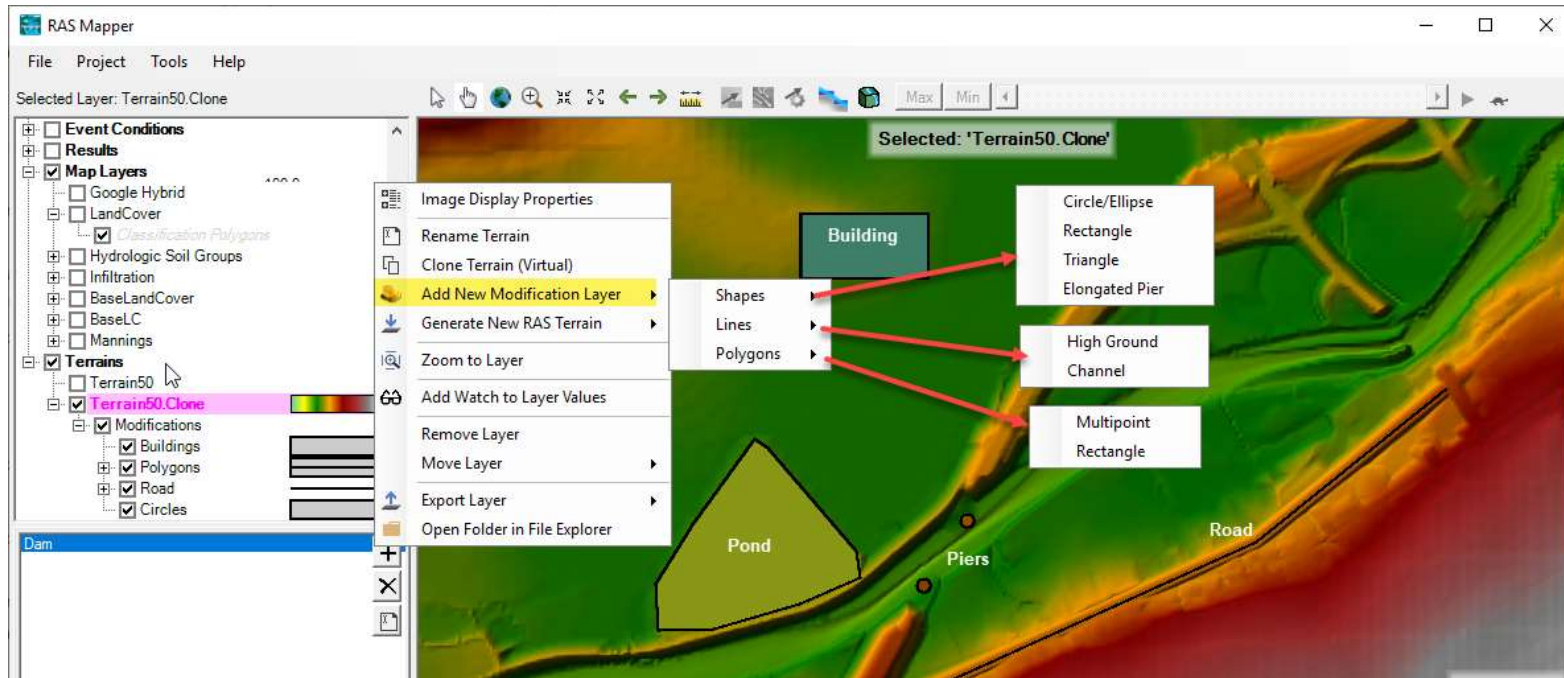 RAS Mapper
File Project Tools Help
Selected Layer: Terrain50.Clone
Max Min
Event Conditions
Results
Map Layers
Google Hybrid
LandCover
Classification Polygons
Hydrologic Soil Groups
Infiltration
BaseLandCover
BaseLC
Mannings
Terrains
Terrain50
Terrain50.Clone
Modifications
Buildings
Polygons
Road
Circles
Dam
Image Display Properties
Rename Terrain
Clone Terrain (Virtual)
Add New Modification Layer
Generate New RAS Terrain
Zoom to Layer
Add Watch to Layer Values
Remove Layer
Move Layer
Export Layer
Open Folder in File Explorer
Shapes
Lines
Polygons
Circle/Ellipse
Rectangle
Triangle
Elongated Pier
High Ground
Channel
Multipoint
Rectangle
Selected: 'Terrain50.Clone'
Building
Pond
Piers
Road